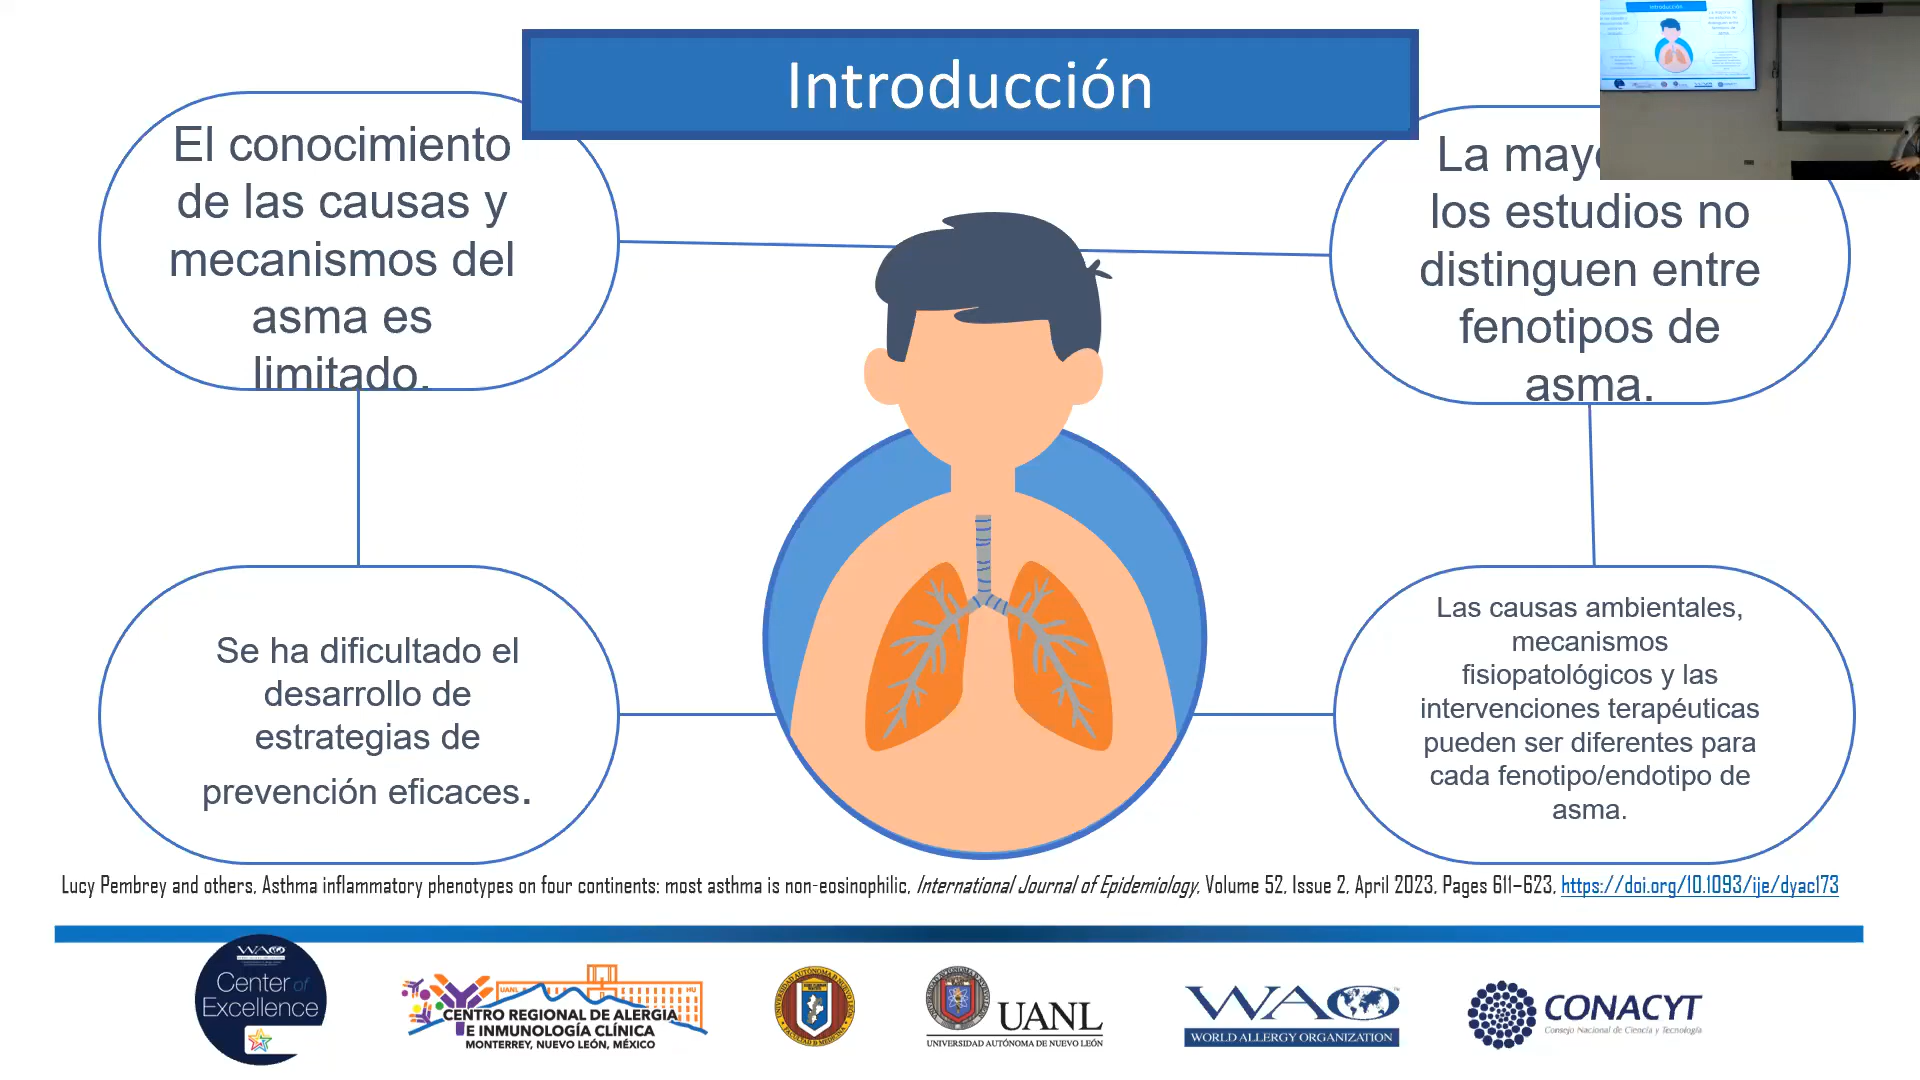 Introducción
El conocimiento
de las causas y
mecanismos del
asma es
limitado.
La
los estudios no
distinguen entre
fenotipos de
asma.
Se ha dificultado el
desarrollo de
estrategias de
prevención eficaces.
Las causas ambientales,
mecanismos
fisiopatológicos y las
intervenciones terapéuticas
pueden ser diferentes para
cada fenotipo/endotipo de
asma.
Lucy Pembrey and others, Asthma inflammatory phenotypes on four continents: most asthma is non-eosinophilic, International Journal of Epidemiology, Volume 52, Issue 2, April 2023, Pages 611–623, https://doi.org/10.1093/ije/dyac173
WAO
Center of
Excellence
UANL
HU
CENTRO REGIONAL DE ALERGIA
E INMUNOLOGÍA CLÍNICA
MONTERREY, NUEVO LEÓN, MÉXICO
UANL
UNIVERSIDAD AUTÓNOMA DE NUEVO LEÓN
WAO
WORLD ALLERGY ORGANIZATION
CONACYT
Consejo Nacional de Ciencia y Tecnología